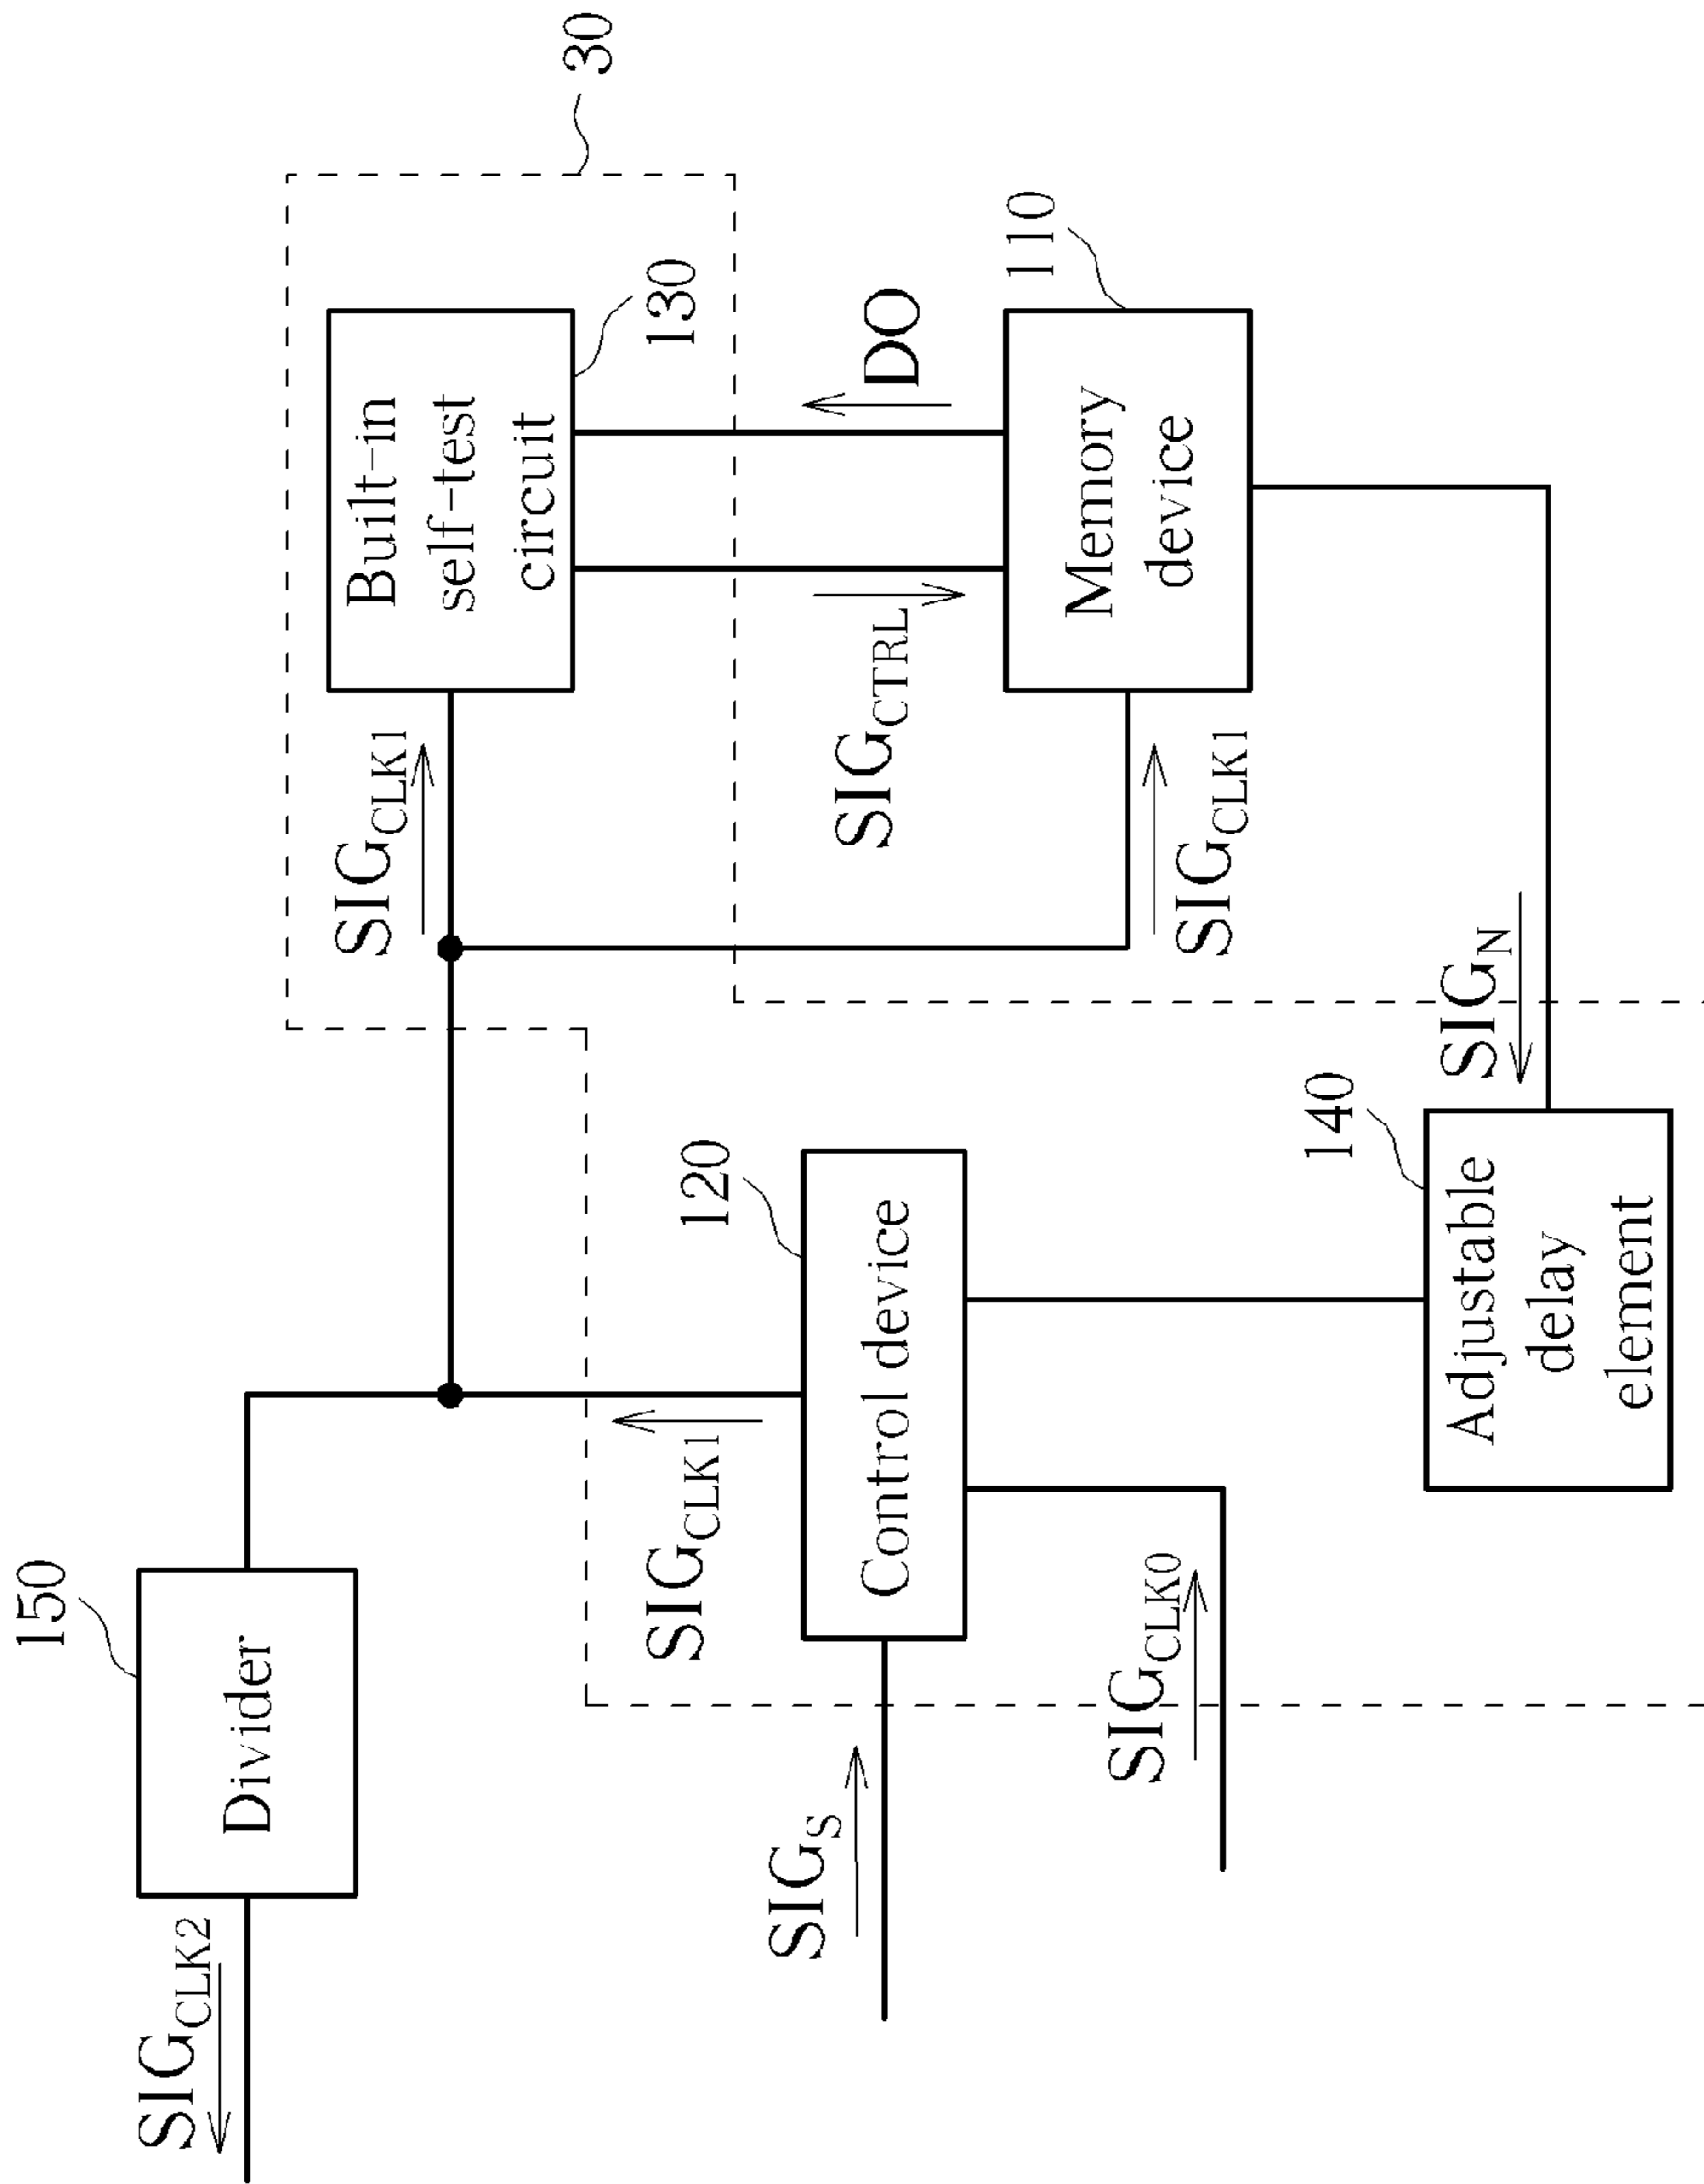 150
SIG_CLK2
Divider
SIG_CLK1
Built-in
self-test
circuit
30
SIG_CLK1
130
120
SIG_S
Control device
SIG_CTRL
DO
110
Memory
device
SIG_CLK0
SIG_CLK1
140
SIG_N
Adjustable
delay
element